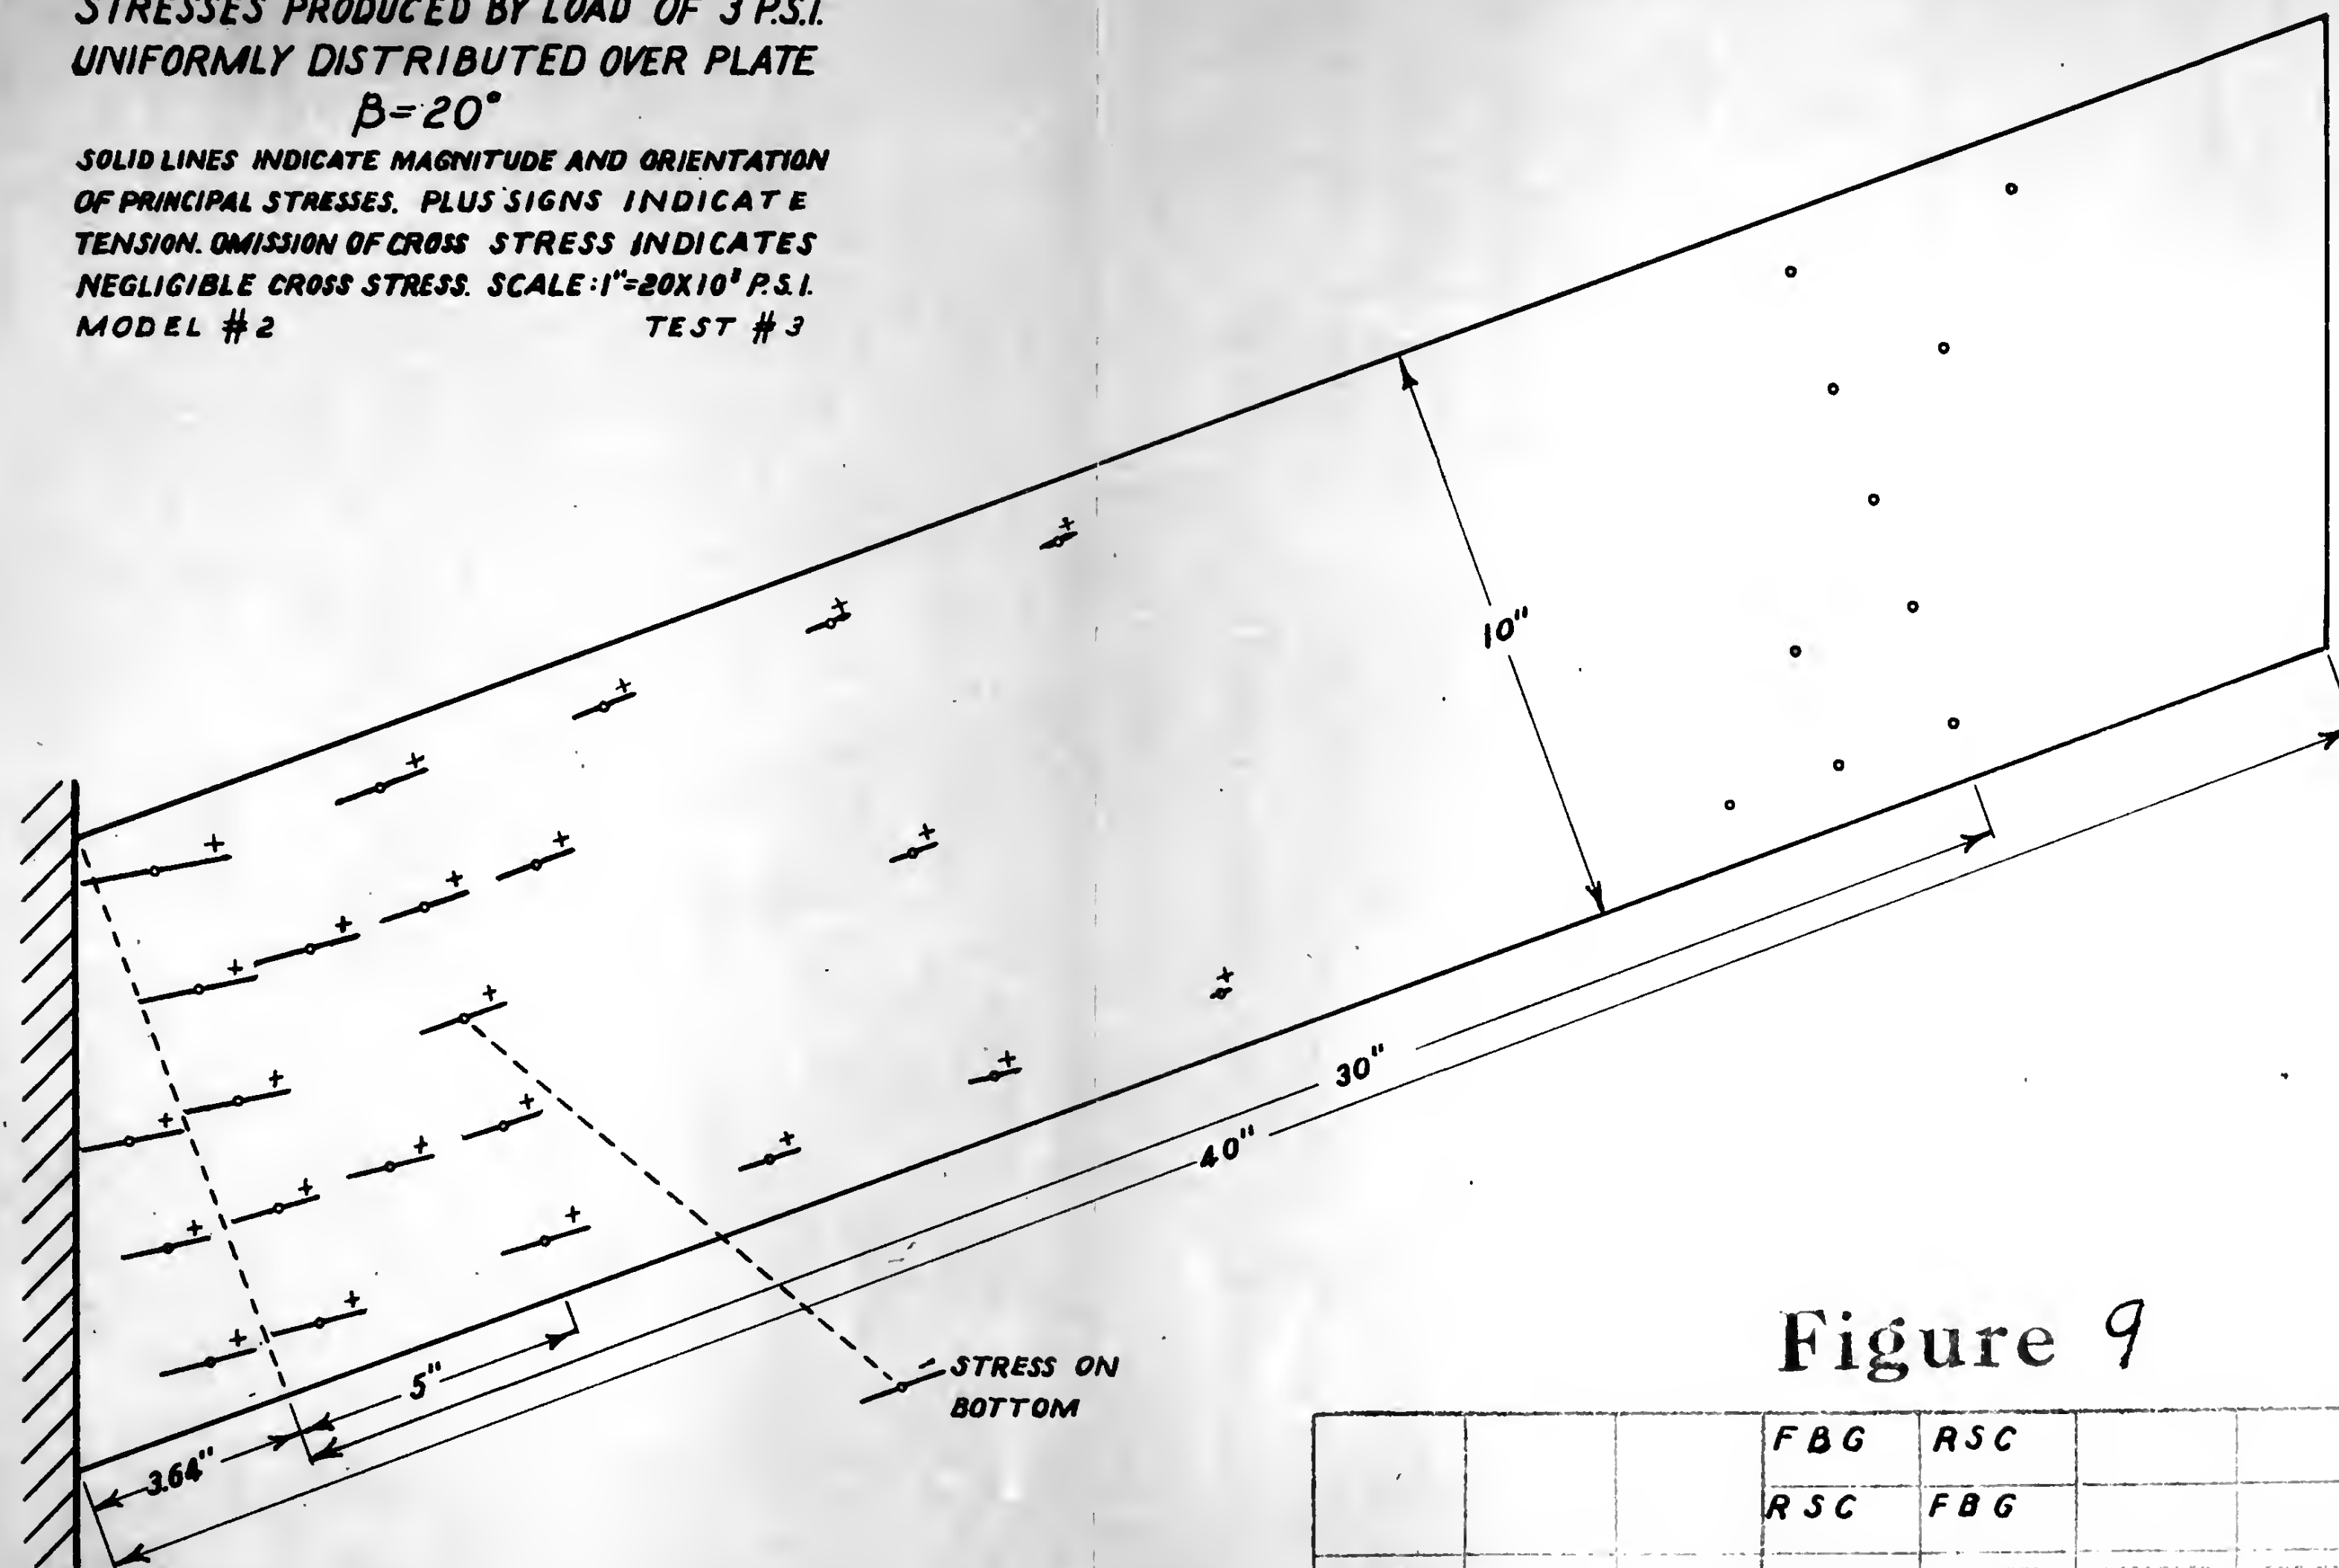 STRESSES PRODUCED BY LOAD OF 3 P.S.I.
UNIFORMLY DISTRIBUTED OVER PLATE
β=20°
SOLID LINES INDICATE MAGNITUDE AND ORIENTATION
OF PRINCIPAL STRESSES. PLUS SIGNS INDICATE
TENSION. OMISSION OF CROSS STRESS INDICATES
NEGLIGIBLE CROSS STRESS. SCALE: 1"=20X10³ P.S.I.
MODEL #2 TEST #3
10"
30"
40"
5"
3.64"
STRESS ON
BOTTOM
Figure 9
FBG RSC
RSC FBG